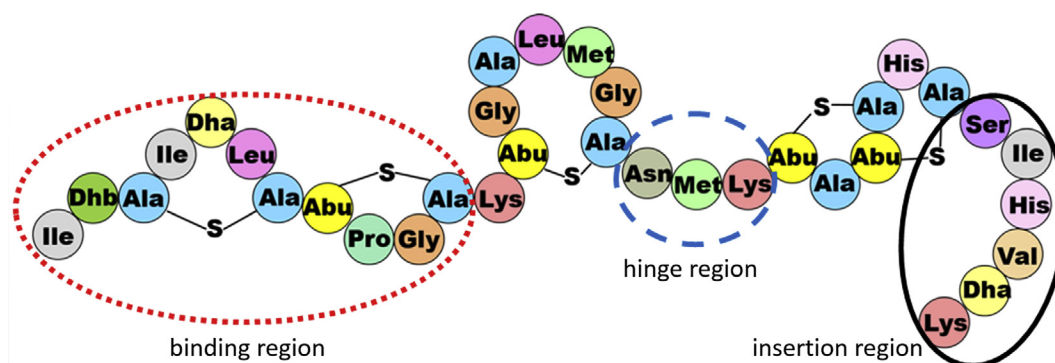 Ile
Dhb
Ala
Ile
Dha
Leu
Ala
S
Abu
Pro
Gly
Ala
S
Lys
Abu
Gly
Ala
Leu
Met
Gly
Ala
S
Asn
Met
Lys
Abu
Ala
Abu
S
Ala
His
Ala
S
Ser
Ile
His
Val
Dha
Lys
binding region
hinge region
insertion region